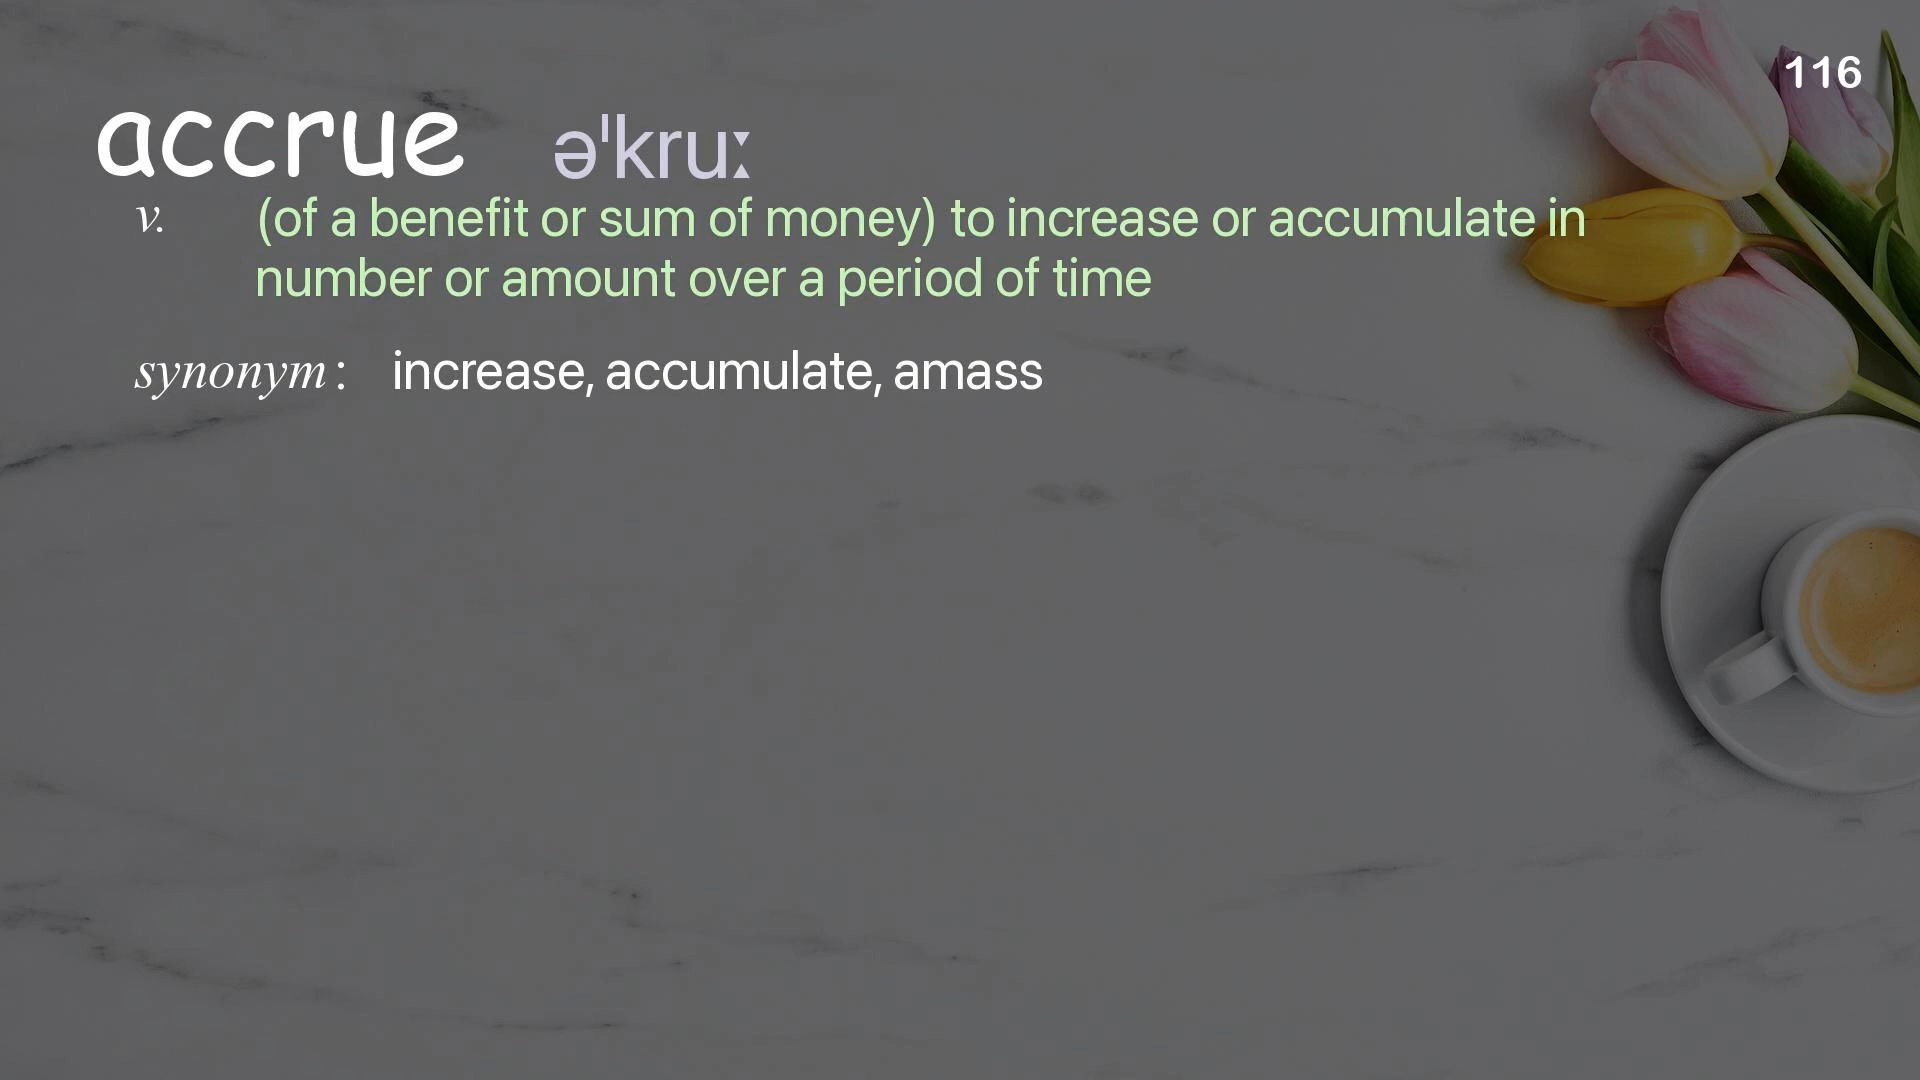 116
accrue əˈkruː
v. (of a benefit or sum of money) to increase or accumulate in
number or amount over a period of time
synonym : increase, accumulate, amass